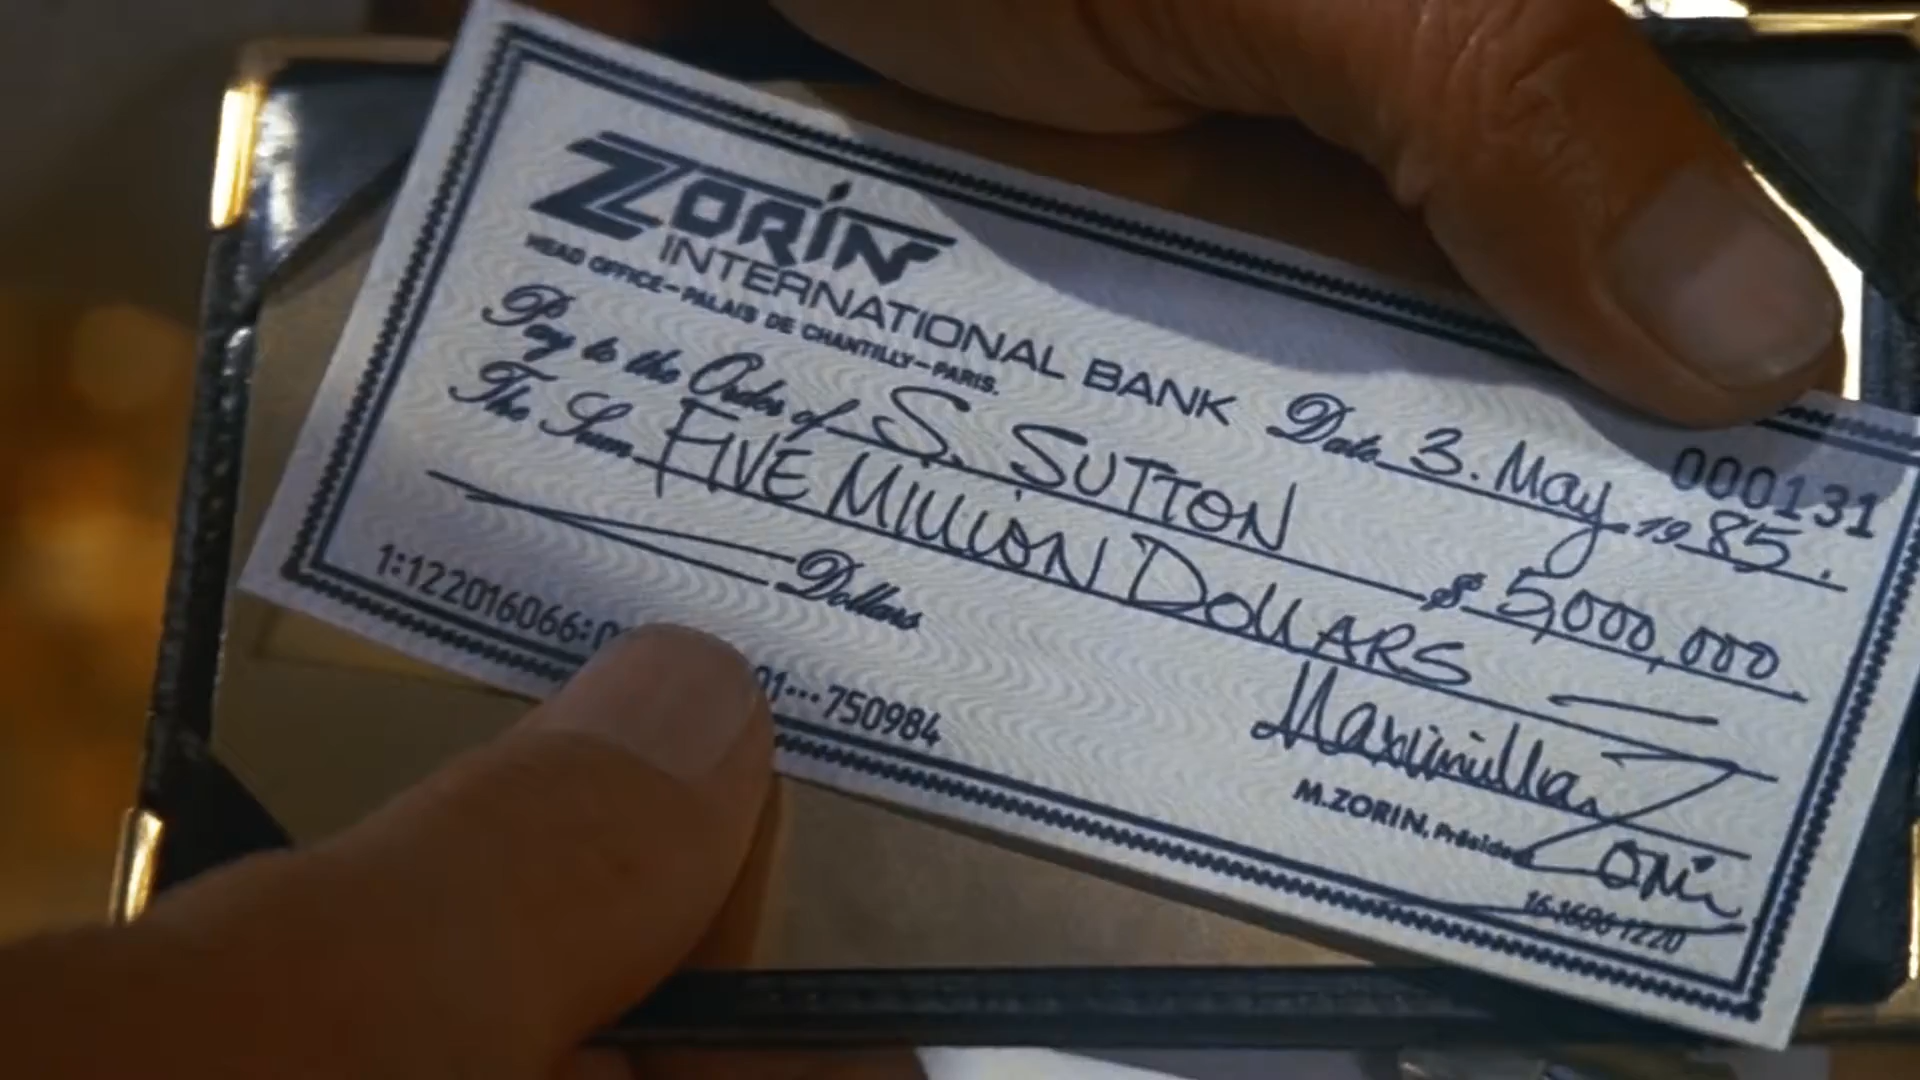 ZORIN
INTERNATIONAL BANK
HEAD OFFICE-PALAIS DE CHANTILLY-PARIS.
000131
Date 3. May 1985.
Pay to the Order of S. SUTTON $ 5,000,000
The Sum FIVE MILLION DOLLARS
Dollars
Maximillian Zorin
M.ZORIN, Président
1:122016066: 01...750984